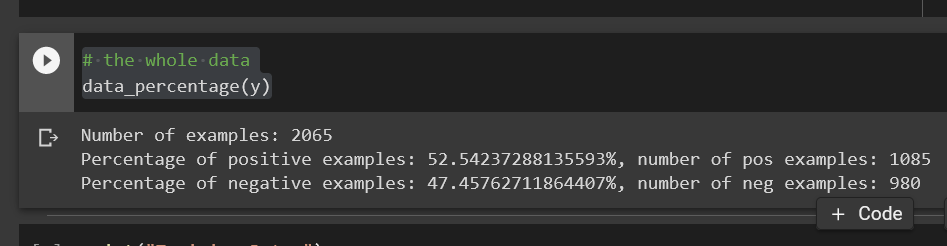 # the whole data
data_percentage(y)
Number of examples: 2065
Percentage of positive examples: 52.54237288135593%, number of pos examples: 1085
Percentage of negative examples: 47.45762711864407%, number of neg examples: 980
+ Code